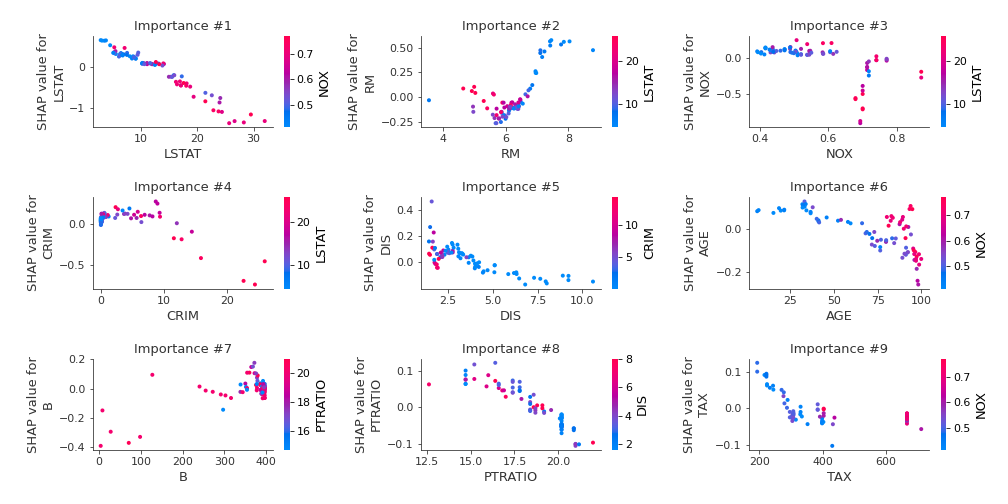 Importance #1
SHAP value for
LSTAT
0
−1
10
20
30
LSTAT
0.7
0.6
0.5
NOX
Importance #2
SHAP value for
RM
0.50
0.25
0.00
−0.25
4
6
8
RM
20
10
LSTAT
Importance #3
SHAP value for
NOX
0.0
−0.5
0.4
0.6
0.8
NOX
20
10
LSTAT
Importance #4
SHAP value for
CRIM
0.0
−0.5
0
10
20
CRIM
20
10
LSTAT
Importance #5
SHAP value for
DIS
0.4
0.2
0.0
2.5
5.0
7.5
10.0
DIS
10
5
CRIM
Importance #6
SHAP value for
AGE
0.0
−0.2
25
50
75
100
AGE
0.7
0.6
0.5
NOX
Importance #7
SHAP value for
B
0.2
0.0
−0.2
−0.4
0
100
200
300
400
B
20
18
16
PTRATIO
Importance #8
SHAP value for
PTRATIO
0.1
0.0
−0.1
12.5
15.0
17.5
20.0
PTRATIO
8
6
4
2
DIS
Importance #9
SHAP value for
TAX
0.1
0.0
−0.1
200
400
600
TAX
0.7
0.6
0.5
NOX